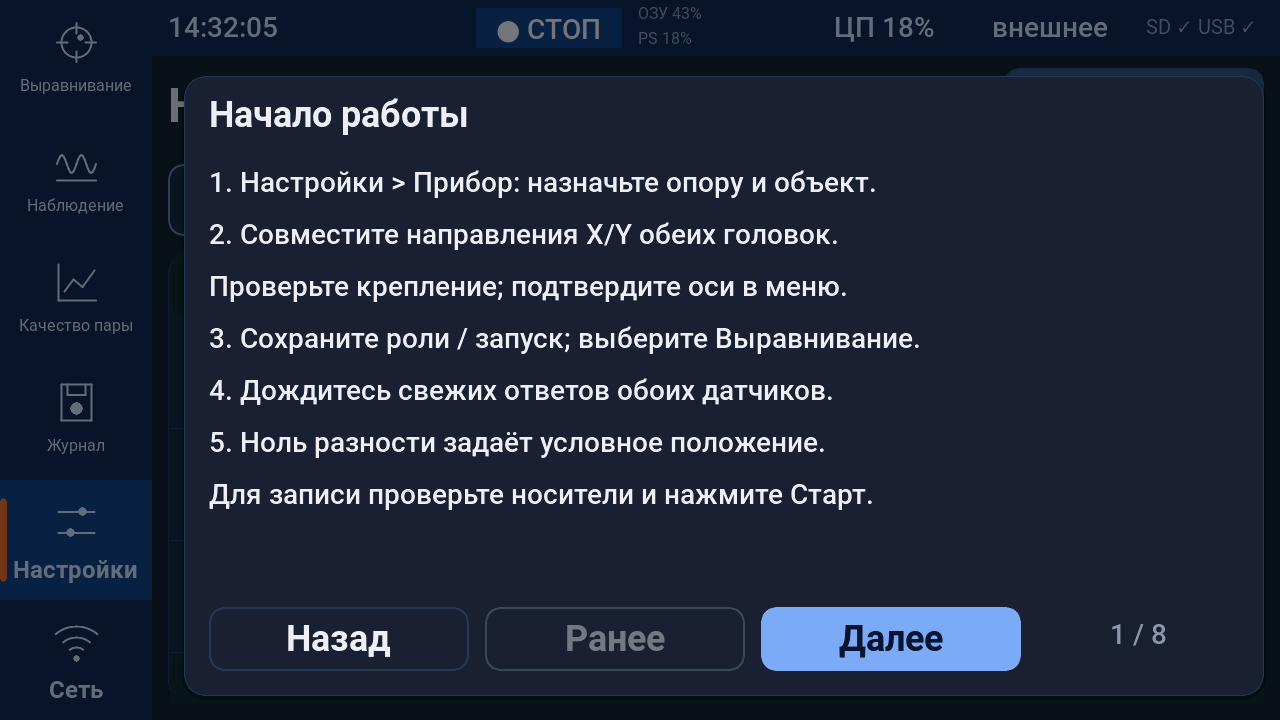 14:32:05
● СТОП
ОЗУ 43%
PS 18%
ЦП 18%
внешнее
SD ✓ USB ✓
Выравнивание
Наблюдение
Качество пары
Журнал
Настройки
Сеть
Начало работы
1. Настройки > Прибор: назначьте опору и объект.
2. Совместите направления X/Y обеих головок.
Проверьте крепление; подтвердите оси в меню.
3. Сохраните роли / запуск; выберите Выравнивание.
4. Дождитесь свежих ответов обоих датчиков.
5. Ноль разности задаёт условное положение.
Для записи проверьте носители и нажмите Старт.
Назад
Ранее
Далее
1 / 8